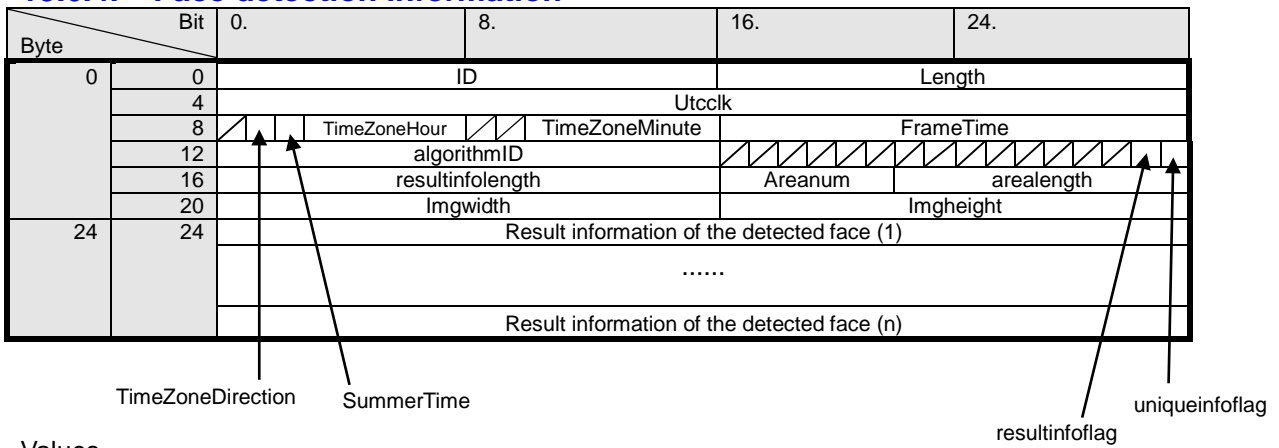 Bit 0. 8. 16. 24.
Byte
0 0 ID Length
4 Utcclk
8 TimeZoneHour TimeZoneMinute FrameTime
12 algorithmID
16 resultinfolength Areanum arealength
20 Imgwidth Imgheight
24 24 Result information of the detected face (1)
......
Result information of the detected face (n)
TimeZoneDirection SummerTime uniqueinfoflag
resultinfoflag